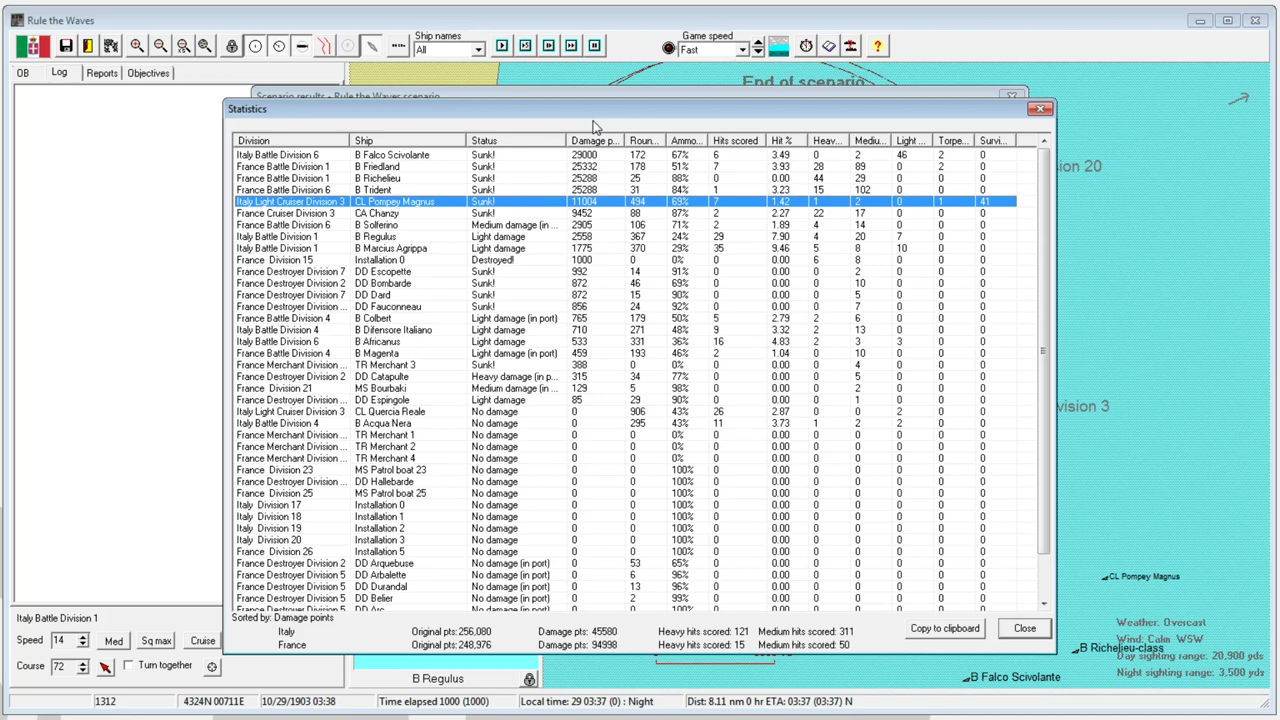 Rule the Waves
Ship names
All
Game speed
Fast
OB Log Reports Objectives
End of scenario
Scenario results - Rule the Waves scenario
Statistics
Division Ship Status Damage p... Roun... Ammo... Hits scored Hit % Heav... Mediu... Light ... Torpe... Survi...
Italy Battle Division 6 B Falco Scivolante Sunk! 29000 172 67% 6 3.49 0 2 46 2 0
France Battle Division 1 B Friedland Sunk! 25332 178 51% 7 3.93 28 89 0 2 0
France Battle Division 1 B Richelieu Sunk! 25288 25 88% 0 0.00 44 29 0 0 0
France Battle Division 6 B Trident Sunk! 25288 31 84% 1 3.23 15 102 0 0 0
Italy Light Cruiser Division 3 CL Pompey Magnus Sunk! 11004 494 69% 7 1.42 1 2 0 1 41
France Cruiser Division 3 CA Chanzy Sunk! 9452 88 87% 2 2.27 22 17 0 0 0
France Battle Division 6 B Solferino Medium damage (in ... 2905 106 71% 2 1.89 4 14 0 0 0
Italy Battle Division 1 B Regulus Light damage 2558 367 24% 29 7.90 4 20 7 0 0
Italy Battle Division 1 B Marcius Agrippa Light damage 1775 370 29% 35 9.46 5 8 10 0 0
France Division 15 Installation 0 Destroyed! 1000 0 0% 0 0.00 6 8 0 0 0
France Destroyer Division 7 DD Escopette Sunk! 992 14 91% 0 0.00 2 0 0 0
France Destroyer Division 2 DD Bombarde Sunk! 872 46 69% 0 0.00 10 0 0 0
France Destroyer Division 7 DD Dard Sunk! 872 15 90% 0 0.00 5 0 0 0
France Destroyer Division ... DD Fauconneau Sunk! 856 24 92% 0 0.00 7 0 0 0
France Battle Division 4 B Colbert Light damage (in port) 765 179 50% 5 2.79 2 6 0 0 0
Italy Battle Division 4 B Difensore Italiano Light damage 710 271 48% 9 3.32 2 13 0 0 0
Italy Battle Division 6 B Africanus Light damage 533 331 36% 16 4.83 2 3 3 0 0
France Battle Division 4 B Magenta Light damage (in port) 459 193 46% 2 1.04 0 10 0 0 0
France Merchant Division ... TR Merchant 3 Sunk! 388 0 0% 0 0.00 4 0 0 0
France Destroyer Division 2 DD Catapulte Heavy damage (in p... 315 34 77% 0 0.00 5 0 0 0
France Division 21 MS Bourbaki Medium damage (in ... 129 5 98% 0 0.00 2 0 0 0
France Destroyer Division ... DD Espingole Light damage 85 29 90% 0 0.00 1 0 0 0
Italy Light Cruiser Division 3 CL Quercia Reale No damage 0 906 43% 26 2.87 0 0 2 0 0
Italy Battle Division 4 B Acqua Nera No damage 0 295 43% 11 3.73 1 2 2 0 0
France Merchant Division ... TR Merchant 1 No damage 0 0 0% 0 0.00 0 0 0 0 0
France Merchant Division ... TR Merchant 2 No damage 0 0 0% 0 0.00 0 0 0 0 0
France Merchant Division ... TR Merchant 4 No damage 0 0 0% 0 0.00 0 0 0 0 0
France Division 23 MS Patrol boat 23 No damage 0 0 100% 0 0.00 0 0 0 0 0
France Destroyer Division ... DD Hallebarde No damage 0 0 100% 0 0.00 0 0 0 0 0
France Division 25 MS Patrol boat 25 No damage 0 0 100% 0 0.00 0 0 0 0 0
Italy Division 17 Installation 0 No damage 0 0 100% 0 0.00 0 0 0 0 0
Italy Division 18 Installation 1 No damage 0 0 100% 0 0.00 0 0 0 0 0
Italy Division 19 Installation 2 No damage 0 0 100% 0 0.00 0 0 0 0 0
Italy Division 20 Installation 3 No damage 0 0 100% 0 0.00 0 0 0 0 0
France Division 26 Installation 5 No damage 0 0 100% 0 0.00 0 0 0 0 0
France Destroyer Division 2 DD Arquebuse No damage (in port) 0 53 65% 0 0.00 0 0 0 0 0
France Destroyer Division 5 DD Arbalette No damage (in port) 0 6 96% 0 0.00 0 0 0 0 0
France Destroyer Division 5 DD Durandal No damage (in port) 0 13 96% 0 0.00 0 0 0 0 0
France Destroyer Division 5 DD Belier No damage (in port) 0 2 99% 0 0.00 0 0 0 0 0
France Destroyer Division 5 DD Arc No damage (in port) 0 0 100% 0 0.00 0 0 0 0 0
Sorted by: Damage points
Italy Original pts:256,080 Damage pts: 45580 Heavy hits scored: 121 Medium hits scored: 311
France Original pts:248,976 Damage pts: 94998 Heavy hits scored: 15 Medium hits scored: 50
Copy to clipboard Close
ision 20
vision 3
CL Pompey Magnus
Weather: Overcast
Wind: Calm WSW
B Richelieu-class
Day sighting range: 20,900 yds
Night sighting range: 3,500 yds
B Falco Scivolante
Italy Battle Division 1
Speed 14 Med Sq max Cruise
Course 72 Turn together
B Regulus
1312 4324N 00711E 10/29/1903 03:38 Time elapsed 1000 (1000) Local time: 29 03:37 (0) : Night Dist: 8.11 nm 0 hr ETA: 03:37 (03:37) N